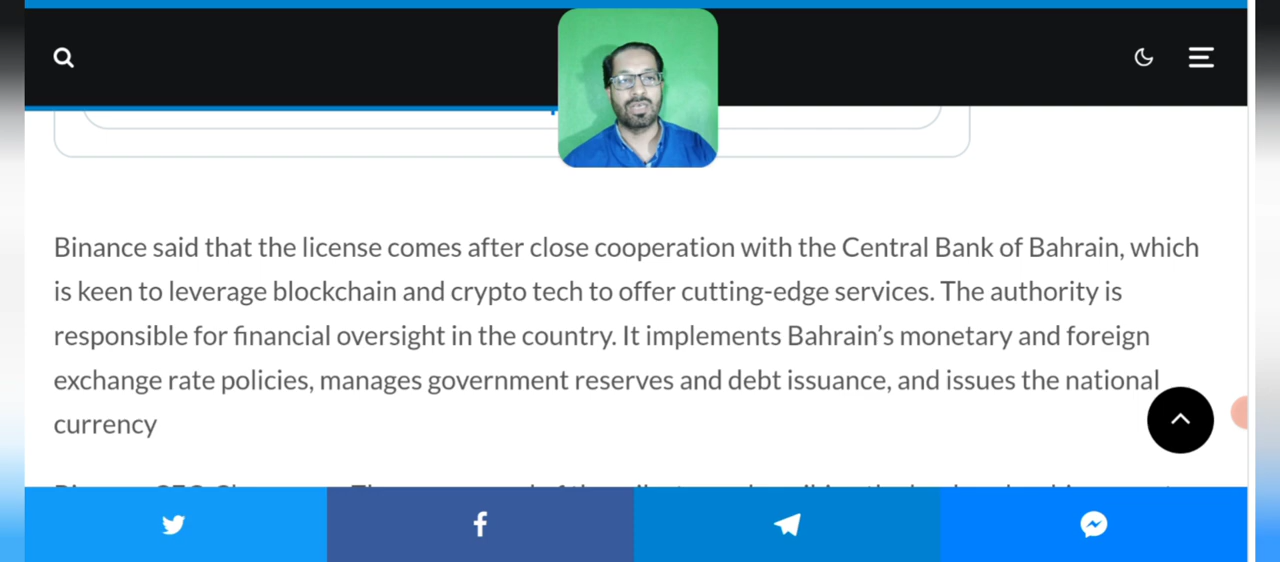 Binance said that the license comes after close cooperation with the Central Bank of Bahrain, which
is keen to leverage blockchain and crypto tech to offer cutting-edge services. The authority is
responsible for financial oversight in the country. It implements Bahrain’s monetary and foreign
exchange rate policies, manages government reserves and debt issuance, and issues the national
currency